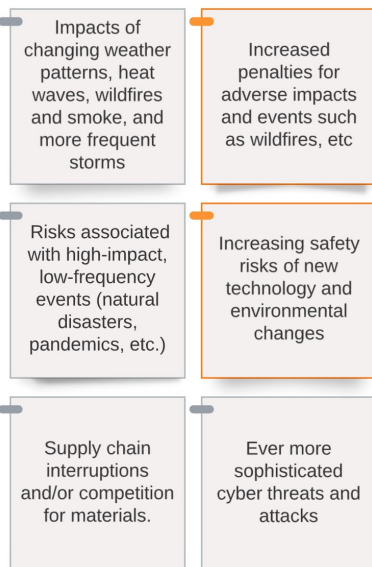 Impacts of
changing weather
patterns, heat
waves, wildfires
and smoke, and
more frequent
storms
Increased
penalties for
adverse impacts
and events such
as wildfires, etc
Risks associated
with high-impact,
low-frequency
events (natural
disasters,
pandemics, etc.)
Increasing safety
risks of new
technology and
environmental
changes
Supply chain
interruptions
and/or competition
for materials.
Ever more
sophisticated
cyber threats and
attacks